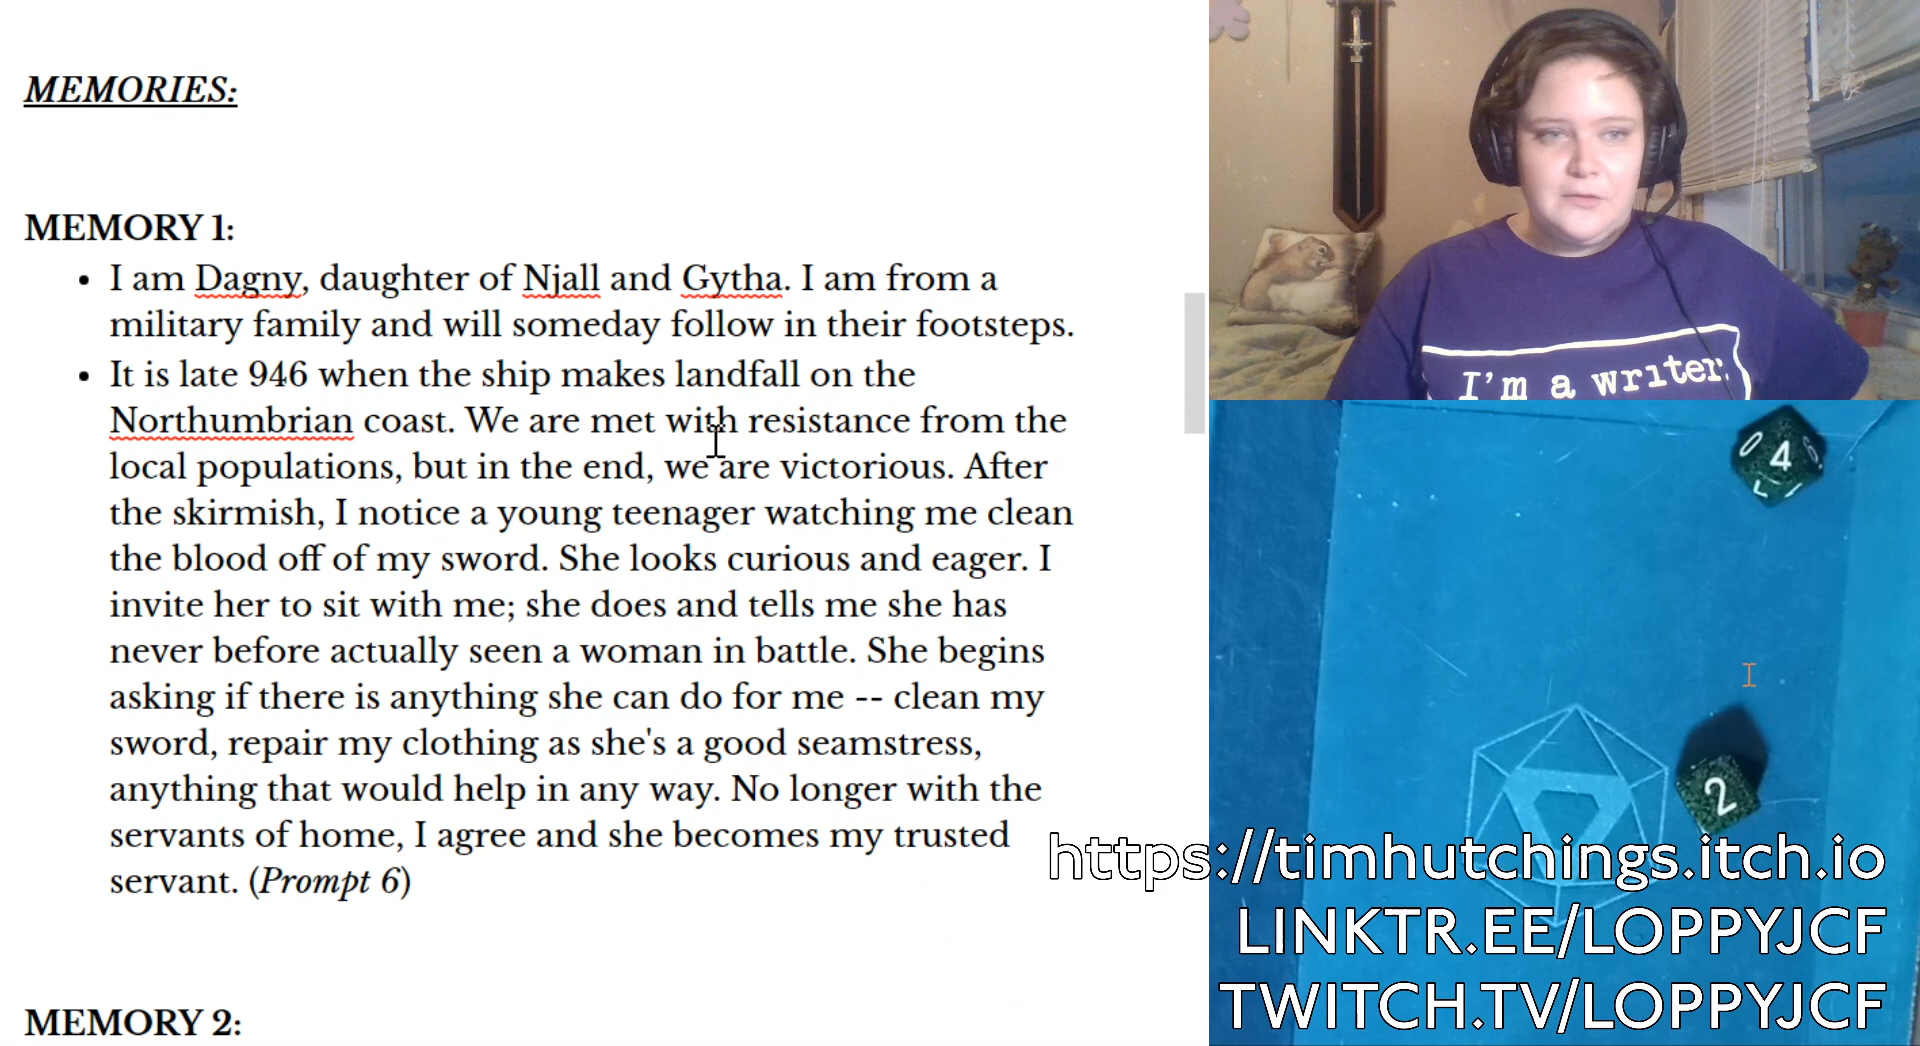 MEMORIES:
MEMORY 1:
• I am Dagny, daughter of Njall and Gytha. I am from a
military family and will someday follow in their footsteps.
• It is late 946 when the ship makes landfall on the
Northumbrian coast. We are met with resistance from the
local populations, but in the end, we are victorious. After
the skirmish, I notice a young teenager watching me clean
the blood off of my sword. She looks curious and eager. I
invite her to sit with me; she does and tells me she has
never before actually seen a woman in battle. She begins
asking if there is anything she can do for me -- clean my
sword, repair my clothing as she's a good seamstress,
anything that would help in any way. No longer with the
servants of home, I agree and she becomes my trusted
servant. (Prompt 6)
MEMORY 2:
I'm a writer.
4
2
https://timhutchings.itch.io
LINKTR.EE/LOPPYJCF
TWITCH.TV/LOPPYJCF